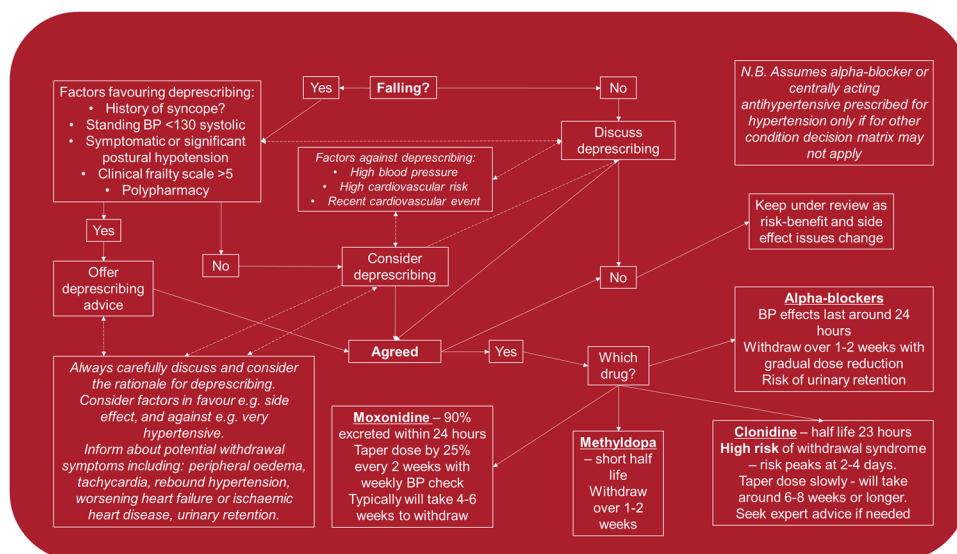 Yes
Falling?
No
N.B. Assumes alpha-blocker or
centrally acting
antihypertensive prescribed for
hypertension only if for other
condition decision matrix may
not apply
Factors favouring deprescribing:
• History of syncope?
• Standing BP <130 systolic
• Symptomatic or significant
postural hypotension
• Clinical frailty scale >5
• Polypharmacy
Discuss
deprescribing
Factors against deprescribing:
• High blood pressure
• High cardiovascular risk
• Recent cardiovascular event
Keep under review as
risk-benefit and side
effect issues change
Yes
No
Consider
deprescribing
No
Offer
deprescribing
advice
Agreed
Yes
Which
drug?
Alpha-blockers
BP effects last around 24
hours
Withdraw over 1-2 weeks with
gradual dose reduction
Risk of urinary retention
Always carefully discuss and consider
the rationale for deprescribing.
Consider factors in favour e.g. side
effect, and against e.g. very
hypertensive.
Inform about potential withdrawal
symptoms including: peripheral oedema,
tachycardia, rebound hypertension,
worsening heart failure or ischaemic
heart disease, urinary retention.
Moxonidine – 90%
excreted within 24 hours
Taper dose by 25%
every 2 weeks with
weekly BP check
Typically will take 4-6
weeks to withdraw
Methyldopa
– short half
life
Withdraw
over 1-2
weeks
Clonidine – half life 23 hours
High risk of withdrawal syndrome
– risk peaks at 2-4 days.
Taper dose slowly - will take
around 6-8 weeks or longer.
Seek expert advice if needed